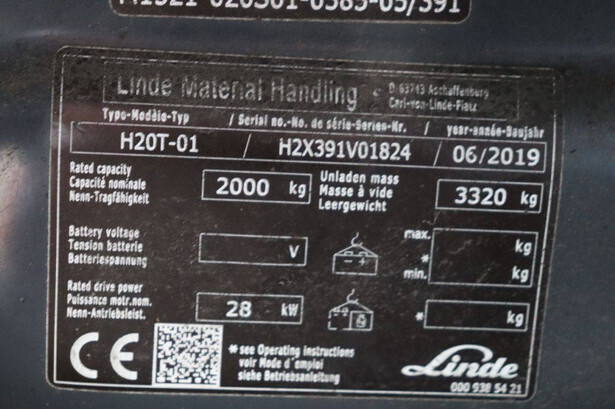 Linde Material Handling D 63743 Aschaffenburg
Carl-von-Linde-Platz
Type-Modèle-Typ / Serial no.-No. de série-Serien-Nr. / year-année-Baujahr
H20T-01 / H2X391V01824 / 06/2019
Rated capacity
Capacité nominale
Nenn-Tragfähigkeit
2000 kg
Unladen mass
Masse à vide
Leergewicht
3320 kg
Battery voltage
Tension batterie
Batteriespannung
V
max. kg
*
min. kg
Rated drive power
Puissance motr.nom.
Nenn-Antriebsleist.
28 kW
* kg
CE
* see Operating instructions
voir Mode d'emploi
siehe Betriebsanleitung
Linde
000 938 54 21